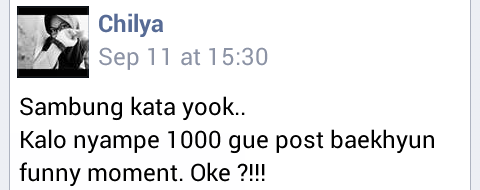 Chilya
Sep 11 at 15:30
Sambung kata yook..
Kalo nyampe 1000 gue post baekhyun
funny moment. Oke ?!!!